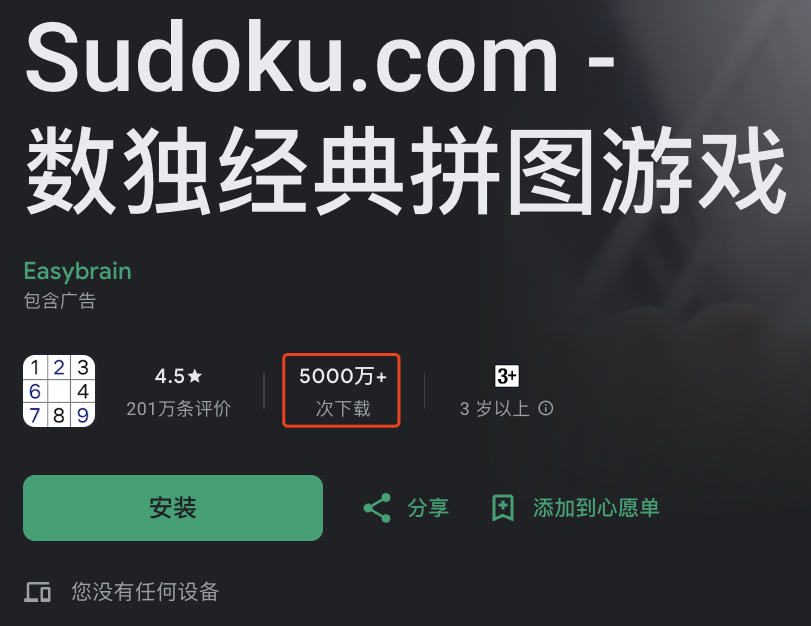 Sudoku.com -
数独经典拼图游戏
Easybrain
包含广告
1 2 3
6 4
7 8 9
4.5★
201万条评价
5000万+
次下载
3+
3 岁以上
安装
分享
添加到心愿单
您没有任何设备